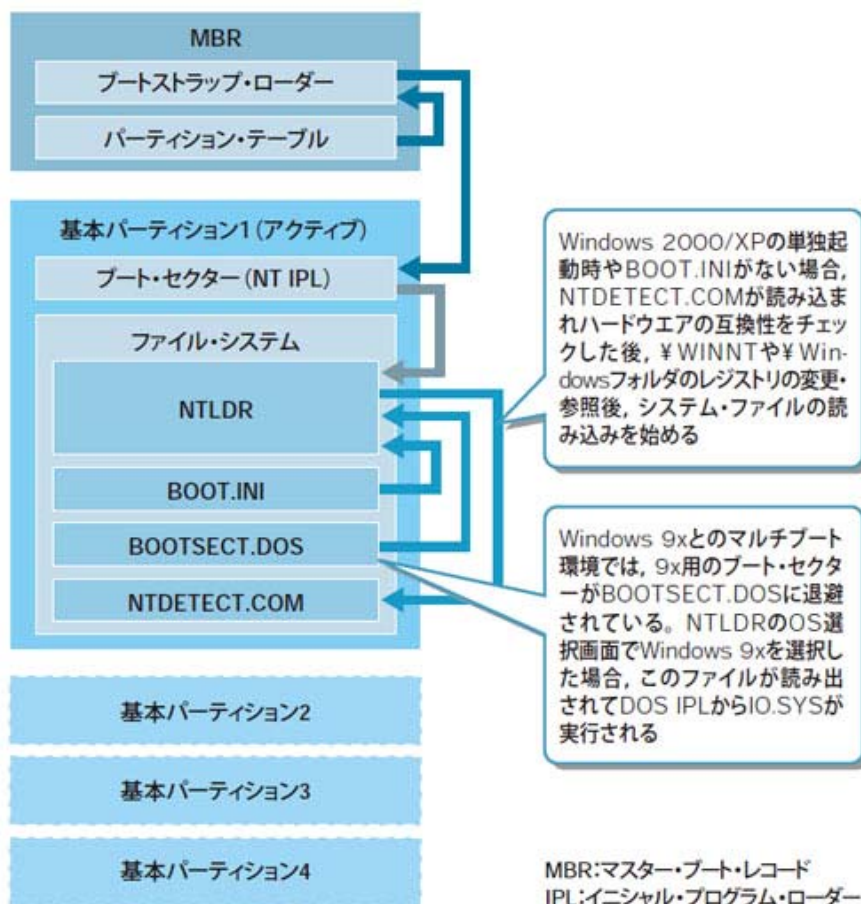 MBR
ブートストラップ・ローダー
パーティション・テーブル
基本パーティション1(アクティブ)
ブート・セクター(NT IPL)
ファイル・システム
NTLDR
BOOT.INI
BOOTSECT.DOS
NTDETECT.COM
基本パーティション2
基本パーティション3
基本パーティション4
Windows 2000/XPの単独起
動時やBOOT.INIがない場合,
NTDETECT.COMが読み込ま
れハードウエアの互換性をチェッ
クした後,¥WINNTや¥Win-
dowsフォルダのレジストリの変更・
参照後,システム・ファイルの読
み込みを始める
Windows 9xとのマルチブート
環境では,9x用のブート・セクタ
ーがBOOTSECT.DOSに退避
されている。NTLDRのOS選
択画面でWindows 9xを選択し
た場合,このファイルが読み出
されてDOS IPLからIO.SYSが
実行される
MBR:マスター・ブート・レコード
IPL:イニシャル・プログラム・ローダー